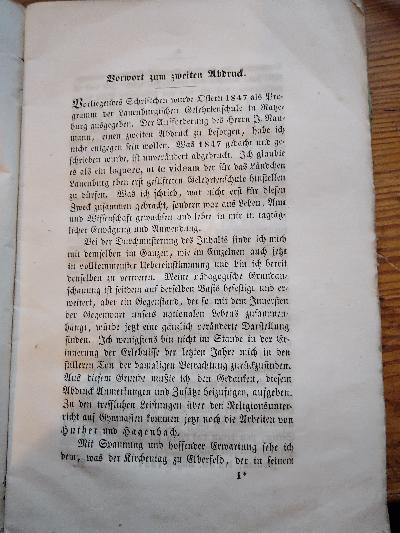 Vorwort zum zweiten Abdruck.
Vorliegendes Schriftchen wurde Ostern 1847 als Pro-
gramm der Lauenburgischen Gelehrtenschule in Ratze-
burg ausgegeben. Der Aufforderung des Herrn J. Nau-
mann, einen zweiten Abdruck zu besorgen, habe ich
nicht entgegen sein wollen. Was 1847 gedacht und ge-
schrieben wurde, ist unverändert abgedruckt. Ich glaubte
es als ein loquere, ut te videam der für das Ländchen
Lauenburg eben erst gestifteten Gelehrtenschule hinstellen
zu dürfen. Was ich schrieb, war nicht erst für diesen
Zweck zusammen gebracht, sondern war aus Leben, Amt
und Wissenschaft gewachsen und lebte in mir in tagtäg-
licher Erwägung und Anwendung.
Bei der Durchmusterung des Inhalts finde ich mich
mit demselben im Ganzen, wie im Einzelnen auch jetzt
in vollkommenster Uebereinstimmung und bin ich bereit
denselben zu vertreten. Meine pädagogische Grundan-
schauung ist seitdem auf derselben Basis befestigt und er-
weitert, aber ein Gegenstand, der so mit dem Innersten
der Gegenwart unsers nationalen Lebens zusammen-
hängt, würde jetzt eine gänzlich veränderte Darstellung
finden. Ich wenigstens bin nicht im Stande in der Er-
innerung der Erlebnisse der letzten Jahre mich in den
stilleren Ton der damaligen Betrachtung zurückzufinden.
Aus diesem Grunde mußte ich den Gedanken, diesem
Abdruck Anmerkungen und Zusätze beizufügen, aufgeben.
Zu den trefflichen Leistungen über den Religionsunter-
richt auf Gymnasien kommen jetzt noch die Arbeiten von
Huther und Hagenbach.
Mit Spannung und hoffender Erwartung sehe ich
dem, was der Kirchentag zu Elberfeld, der in seinem
1*